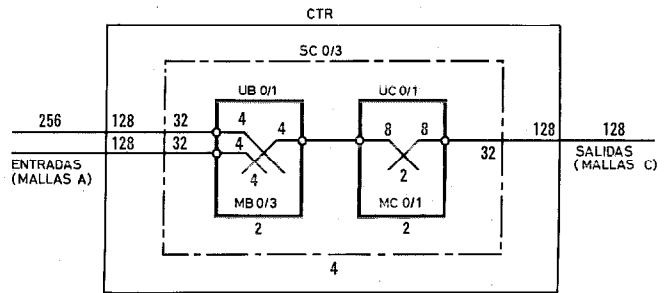 CTR
SC 0/3
UB 0/1 UC 0/1
256 128 32 4 4 8 8 128 128
128 32 4 32
ENTRADAS
(MALLAS A)
SALIDAS
(MALLAS C)
4 2
MB 0/3 MC 0/1
2 2
4